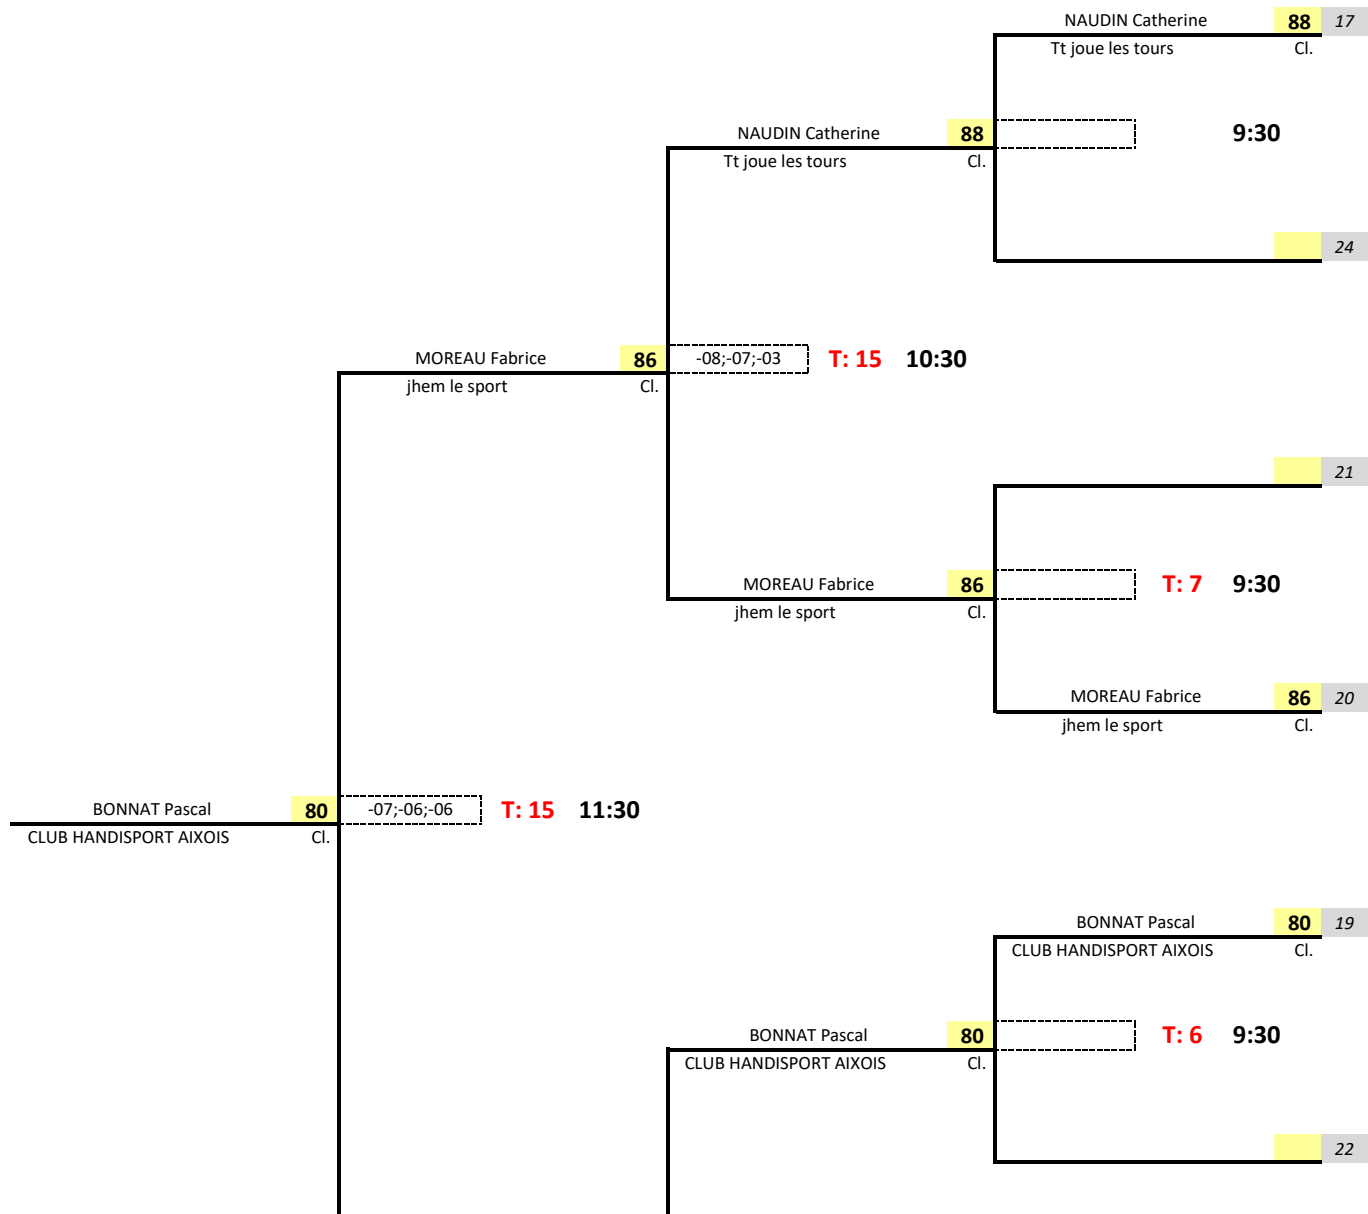 NAUDIN Catherine 88 17
Tt joue les tours Cl.
NAUDIN Catherine 88 9:30
Tt joue les tours Cl.
24
MOREAU Fabrice 86 -08;-07;-03 T: 15 10:30
jhem le sport Cl.
21
MOREAU Fabrice 86 T: 7 9:30
jhem le sport Cl.
MOREAU Fabrice 86 20
jhem le sport Cl.
BONNAT Pascal 80 -07;-06;-06 T: 15 11:30
CLUB HANDISPORT AIXOIS Cl.
BONNAT Pascal 80 19
CLUB HANDISPORT AIXOIS Cl.
BONNAT Pascal 80 T: 6 9:30
CLUB HANDISPORT AIXOIS Cl.
22